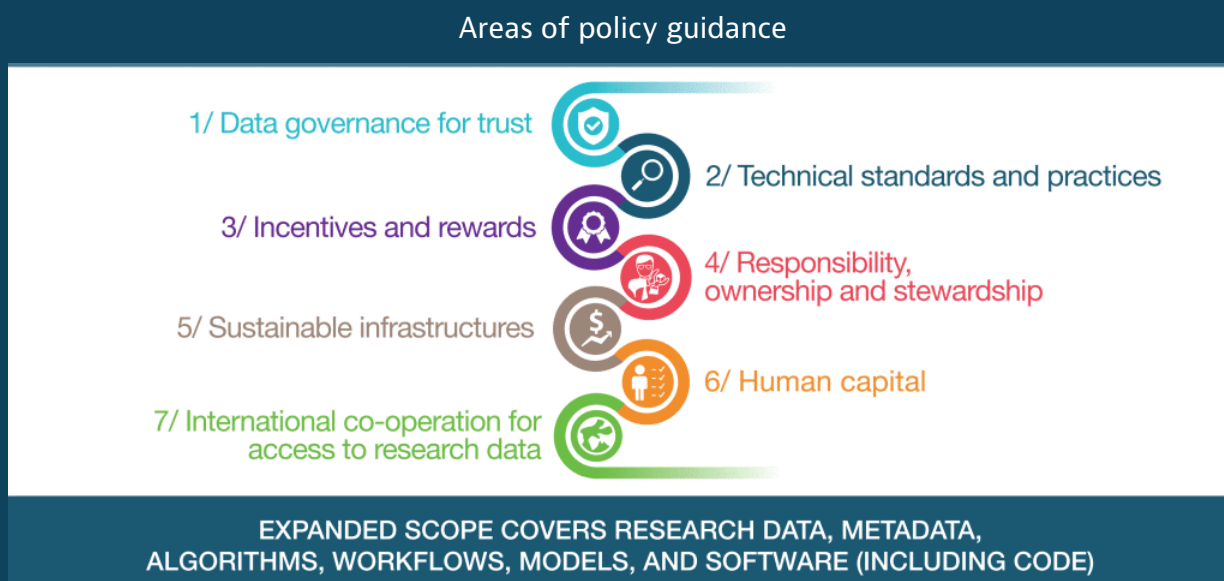 Areas of policy guidance
1/ Data governance for trust
2/ Technical standards and practices
3/ Incentives and rewards
4/ Responsibility,
ownership and stewardship
5/ Sustainable infrastructures
6/ Human capital
7/ International co-operation for
access to research data
EXPANDED SCOPE COVERS RESEARCH DATA, METADATA,
ALGORITHMS, WORKFLOWS, MODELS, AND SOFTWARE (INCLUDING CODE)